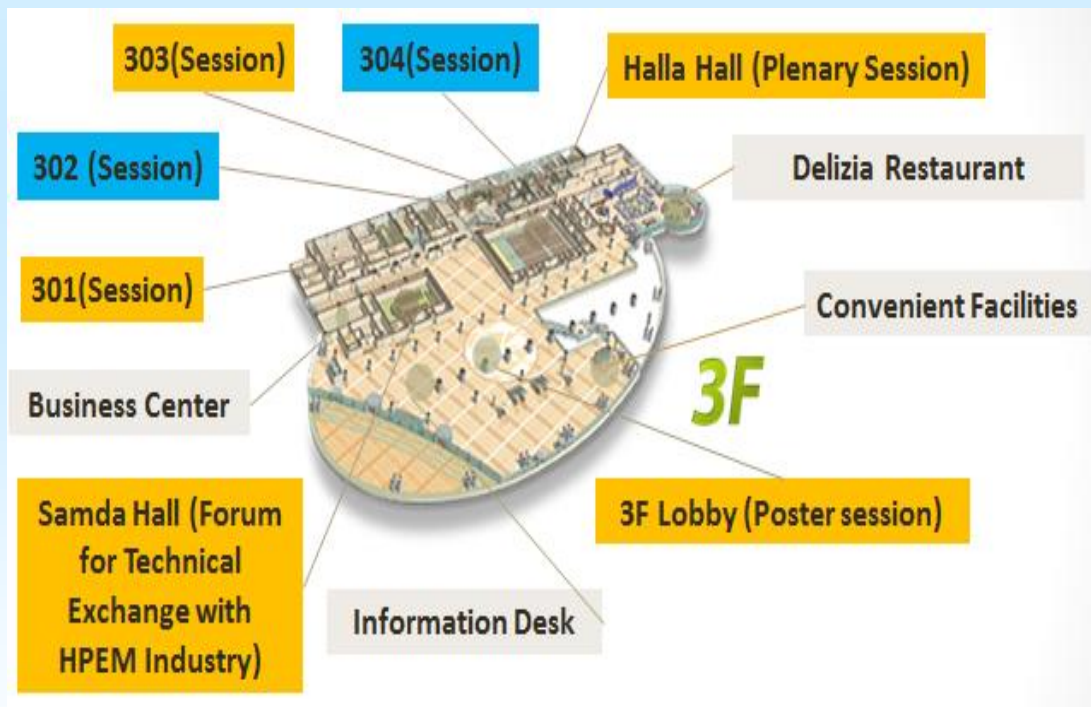 303(Session)
304(Session)
Halla Hall (Plenary Session)
302 (Session)
Delizia Restaurant
301(Session)
Convenient Facilities
Business Center
3F
Samda Hall (Forum
for Technical
Exchange with
HPEM Industry)
3F Lobby (Poster session)
Information Desk